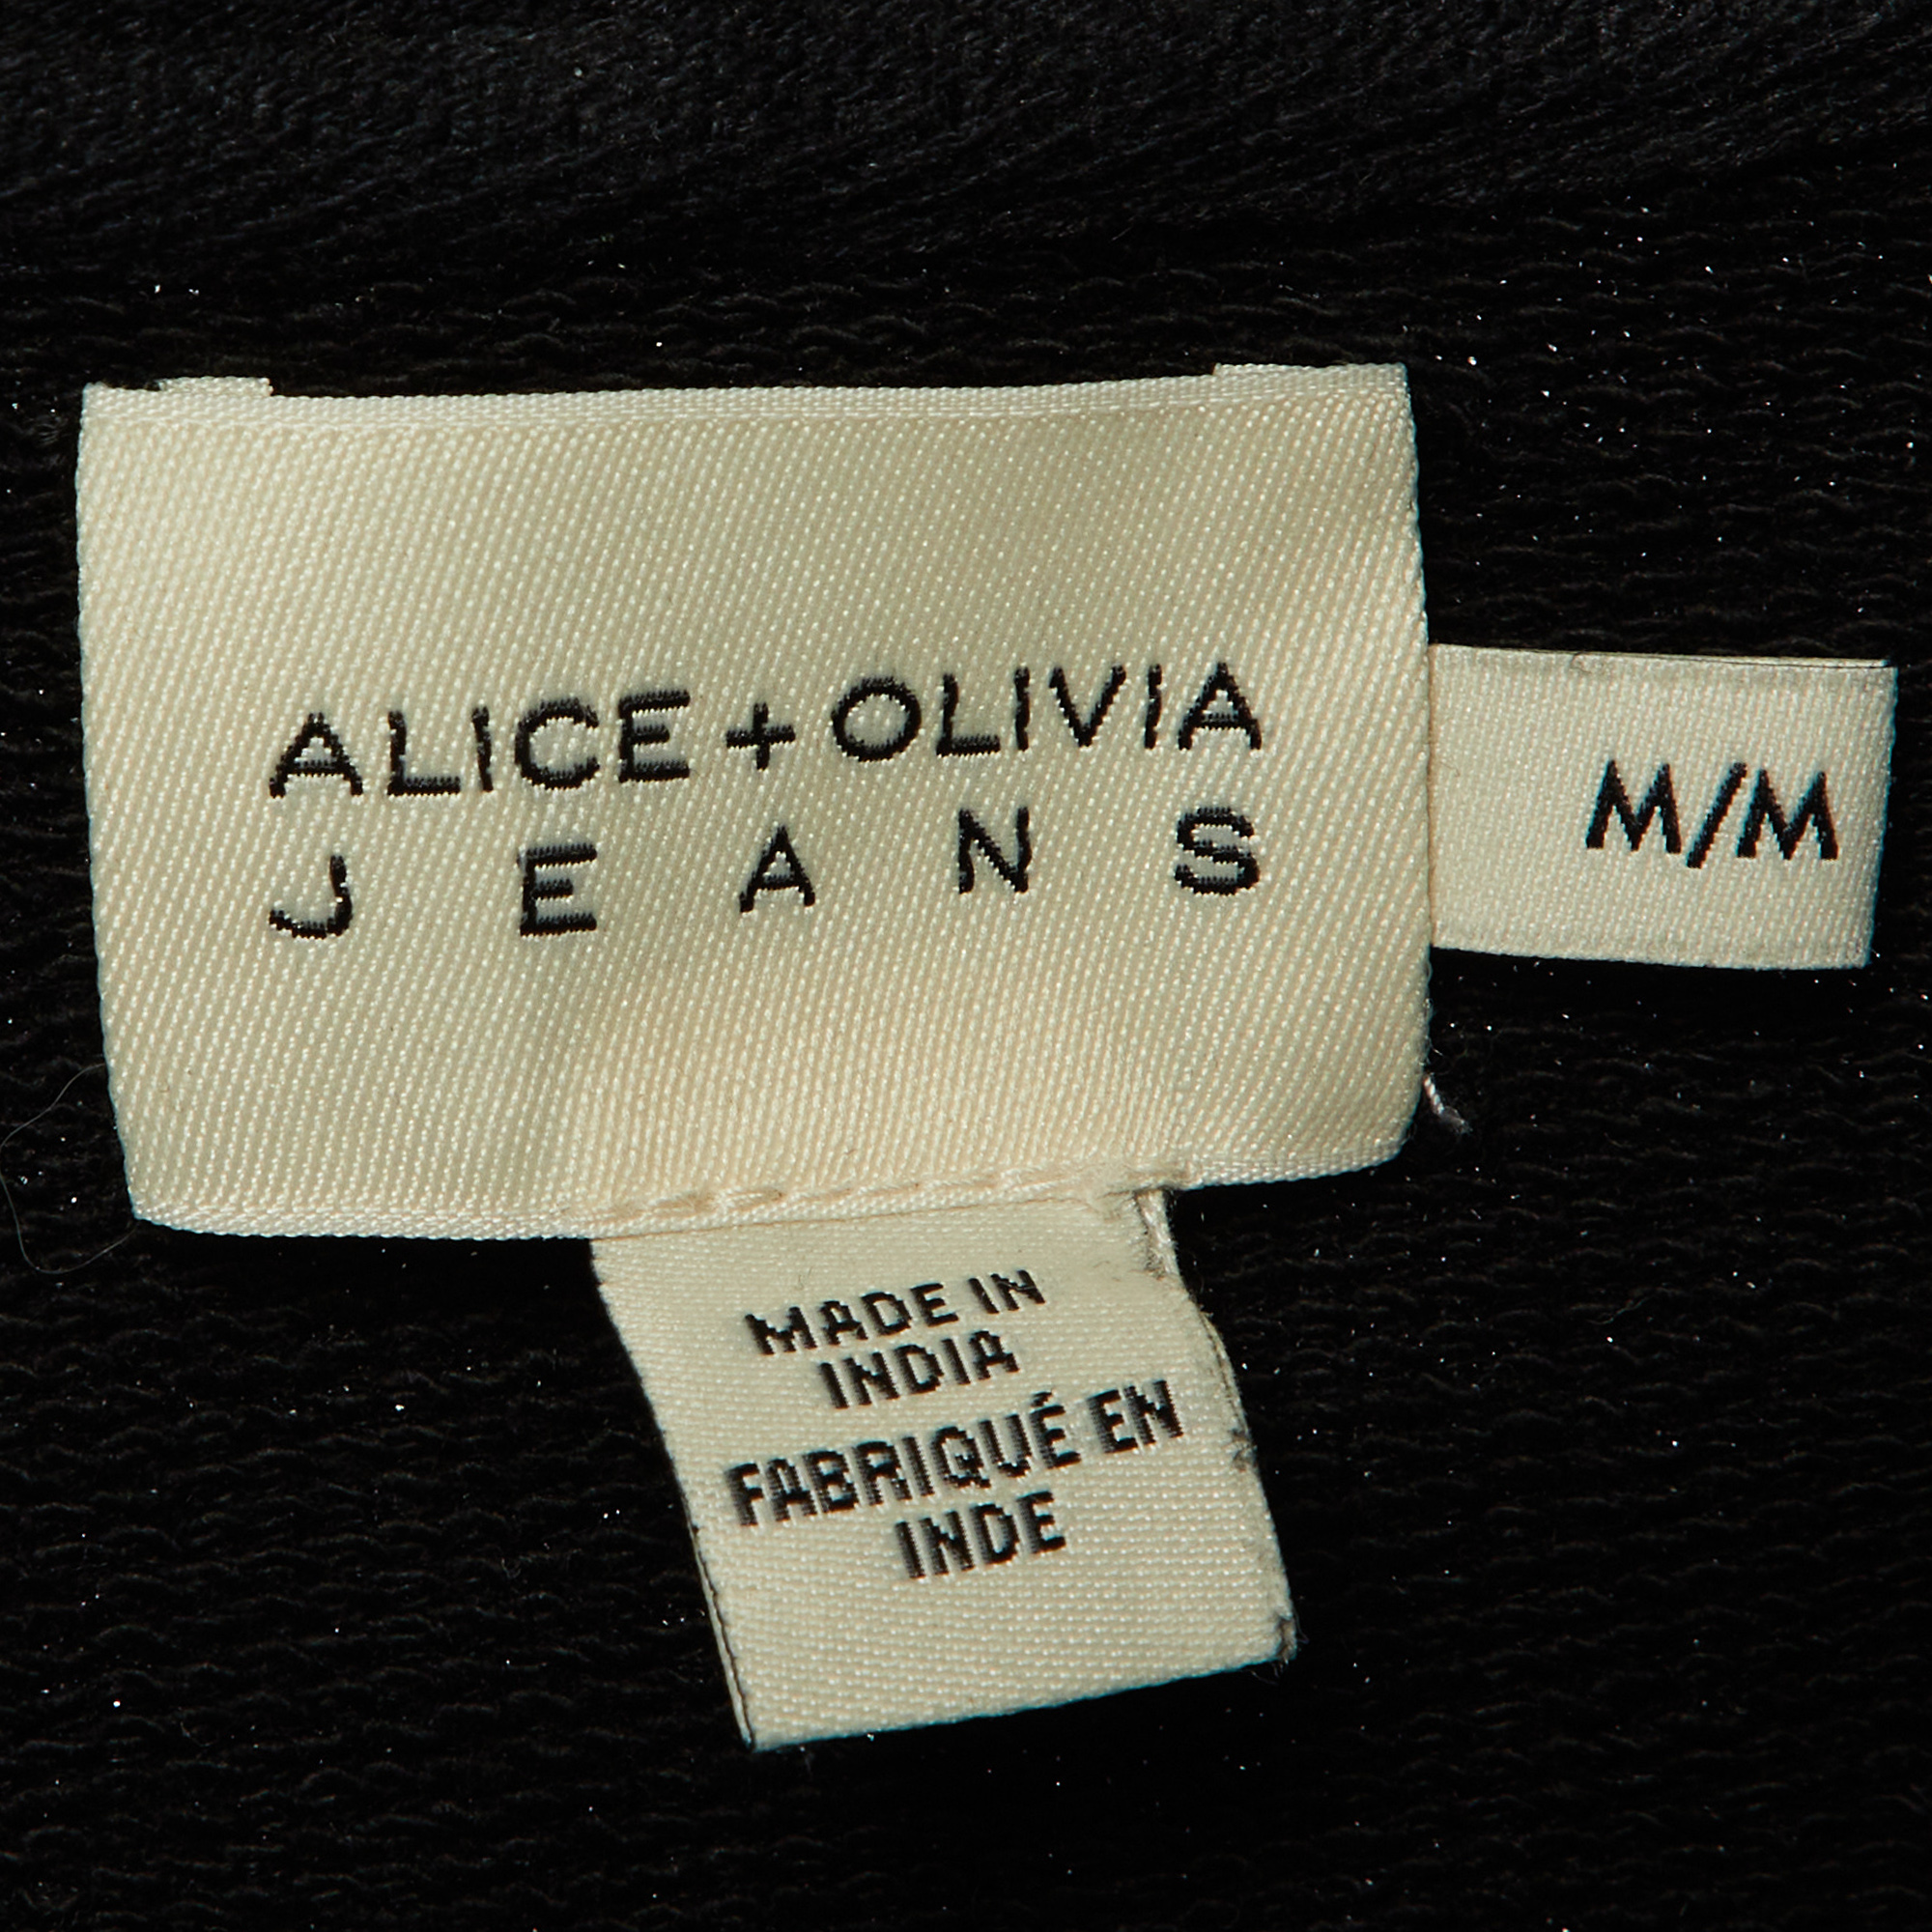 ALICE+OLIVIA
JEANS
M/M
MADE IN
INDIA
FABRIQUÉ EN
INDE